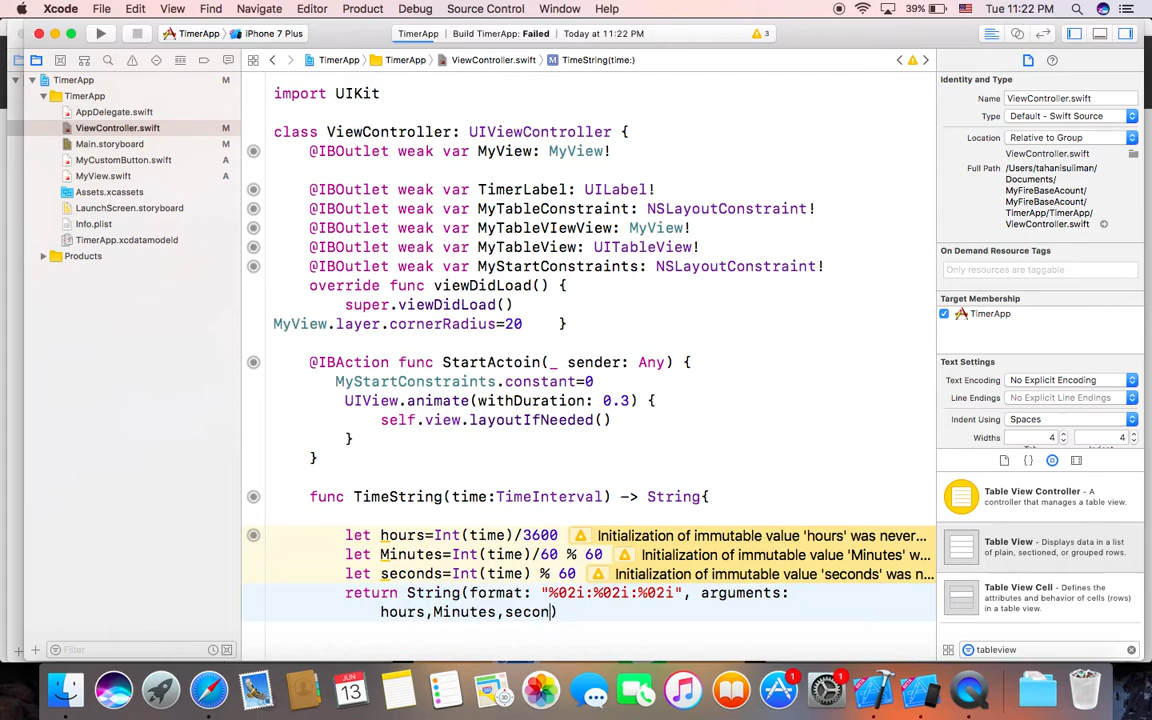 Xcode File Edit View Find Navigate Editor Product Debug Source Control Window Help 39% Tue 11:22 PM
TimerApp iPhone 7 Plus TimerApp Build TimerApp: Failed Today at 11:22 PM 3
TimerApp TimerApp ViewController.swift M TimeString(time:)
TimerApp M
TimerApp
AppDelegate.swift
ViewController.swift M
Main.storyboard M
MyCustomButton.swift A
MyView.swift A
Assets.xcassets
LaunchScreen.storyboard
Info.plist
TimerApp.xcdatamodeld
Products
Filter
import UIKit
class ViewController: UIViewController {
@IBOutlet weak var MyView: MyView!
@IBOutlet weak var TimerLabel: UILabel!
@IBOutlet weak var MyTableConstraint: NSLayoutConstraint!
@IBOutlet weak var MyTableVIewView: MyView!
@IBOutlet weak var MyTableView: UITableView!
@IBOutlet weak var MyStartConstraints: NSLayoutConstraint!
override func viewDidLoad() {
super.viewDidLoad()
MyView.layer.cornerRadius=20 }
@IBAction func StartActoin(_ sender: Any) {
MyStartConstraints.constant=0
UIView.animate(withDuration: 0.3) {
self.view.layoutIfNeeded()
}
}
func TimeString(time:TimeInterval) -> String{
let hours=Int(time)/3600 Initialization of immutable value 'hours' was never...
let Minutes=Int(time)/60 % 60 Initialization of immutable value 'Minutes' w...
let seconds=Int(time) % 60 Initialization of immutable value 'seconds' was n...
return String(format: "%02i:%02i:%02i", arguments:
hours,Minutes,secon)
Identity and Type
Name ViewController.swift
Type Default - Swift Source
Location Relative to Group
ViewController.swift
Full Path /Users/tahanisuliman/
Documents/
MyFireBaseAcount/
MyFireBaseAcount/
TimerApp/TimerApp/
ViewController.swift
On Demand Resource Tags
Only resources are taggable
Target Membership
TimerApp
Text Settings
Text Encoding No Explicit Encoding
Line Endings No Explicit Line Endings
Indent Using Spaces
Widths 4 4
Table View Controller - A
controller that manages a table view.
Table View - Displays data in a list
of plain, sectioned, or grouped rows.
Table View Cell - Defines the
attributes and behavior of cells (rows)
in a table view.
tableview
JUN
13
1
1